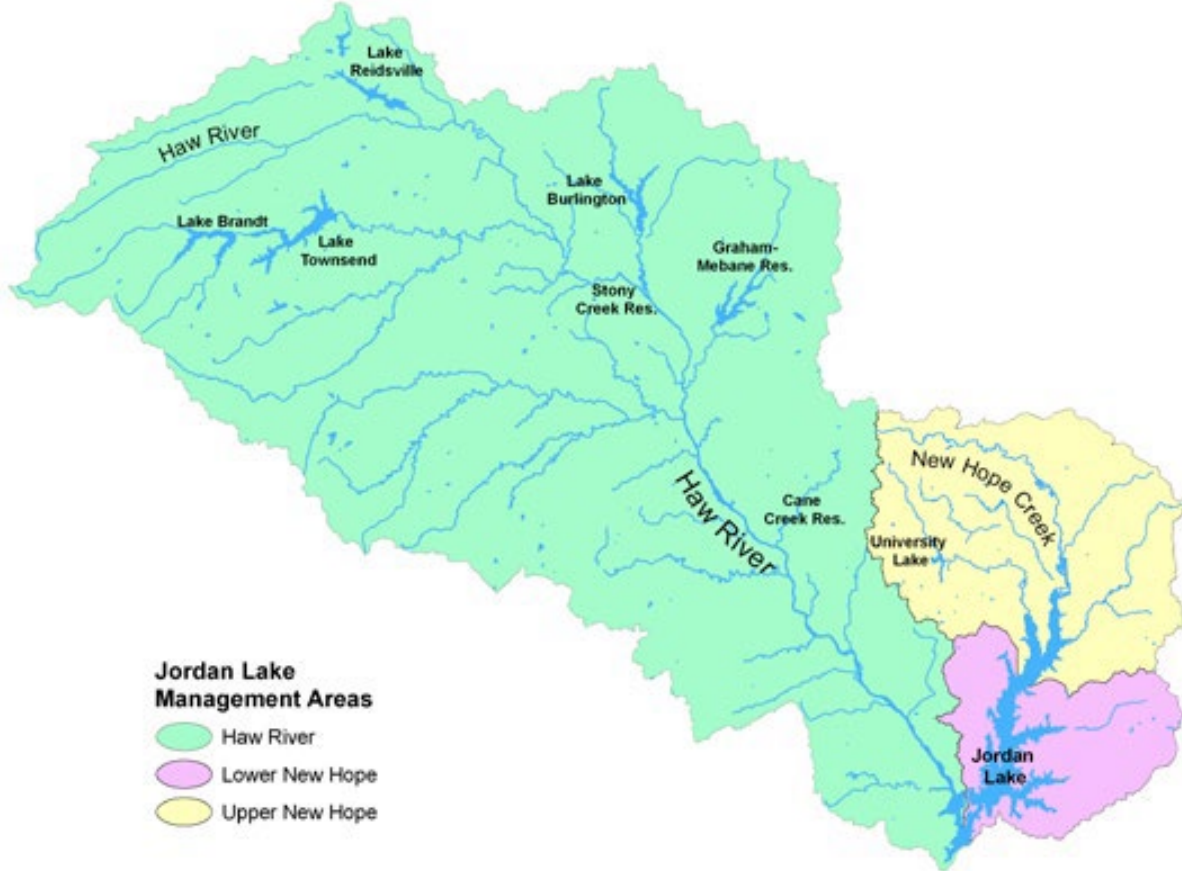 Lake
Reidsville
Haw River
Lake
Burlington
Lake Brandt
Lake
Townsend
Graham-
Mebane Res.
Stony
Creek Res.
New Hope Creek
Haw River
Cane
Creek Res.
University
Lake
Jordan Lake
Management Areas
Haw River
Lower New Hope
Upper New Hope
Jordan
Lake